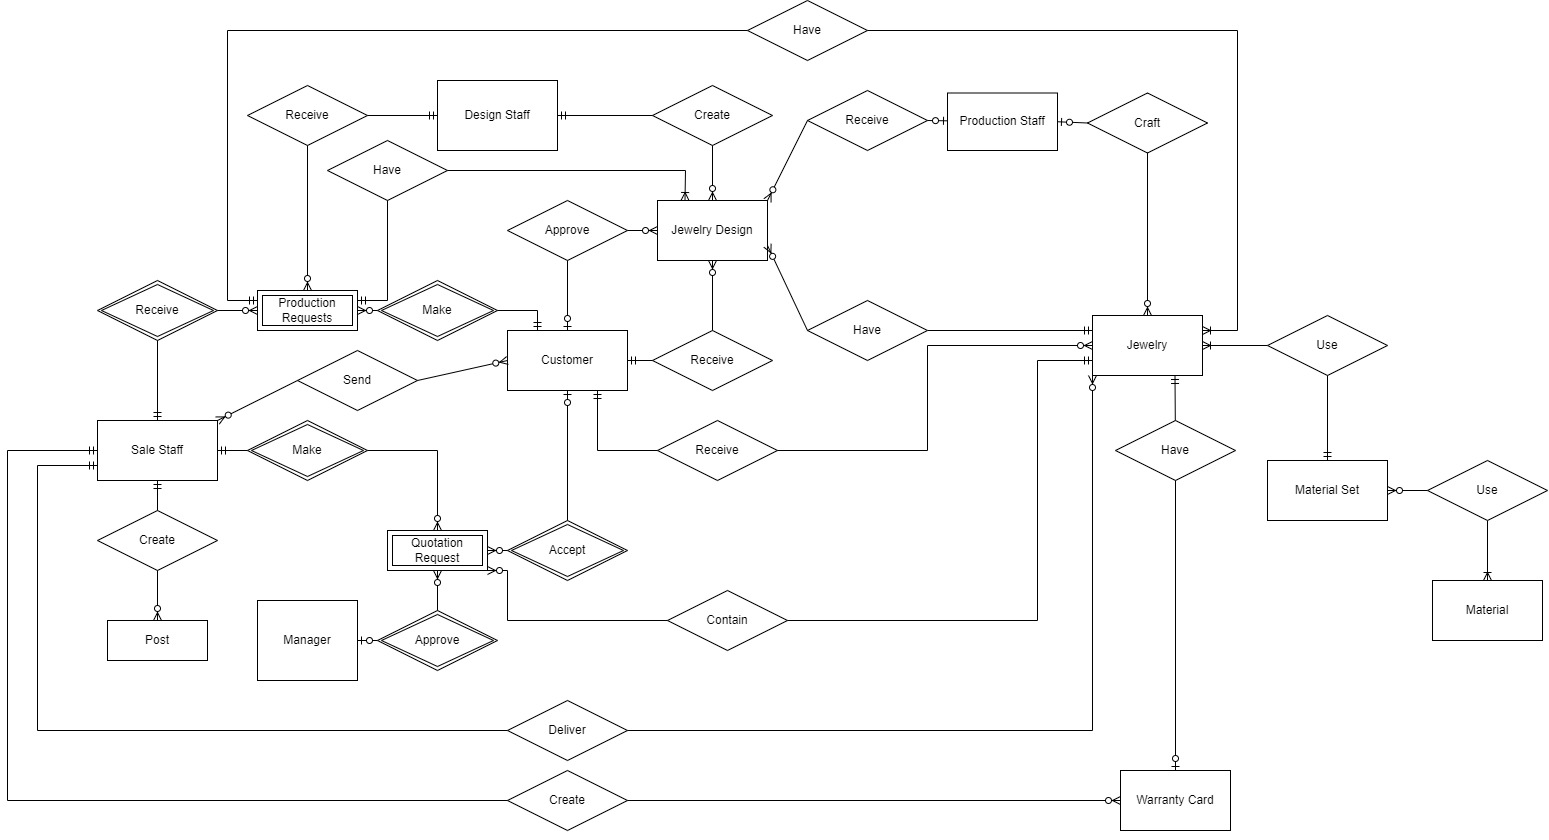 Have
Receive
Design Staff
Create
Receive
Production Staff
Craft
Have
Approve
Jewelry Design
Receive
Production
Requests
Make
Have
Jewelry
Use
Customer
Receive
Send
Sale Staff
Make
Receive
Have
Material Set
Use
Create
Quotation
Request
Accept
Contain
Material
Post
Manager
Approve
Deliver
Create
Warranty Card